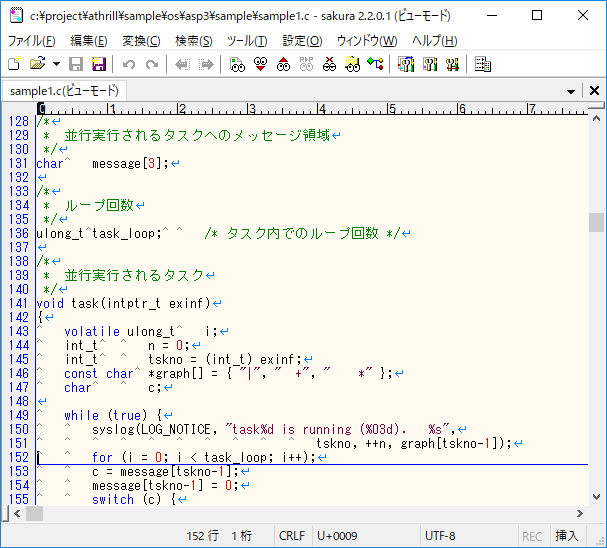 c:¥project¥athrill¥sample¥os¥asp3¥sample¥sample1.c - sakura 2.2.0.1 (ビューモード)
ファイル(F) 編集(E) 変換(C) 検索(S) ツール(T) 設定(O) ウィンドウ(W) ヘルプ(H)
sample1.c(ビューモード)
0 1 2 3 4 5 6 7
128 /*↵
129 * 並行実行されるタスクへのメッセージ領域↵
130 */↵
131 char^ message[3];↵
132 ↵
133 /*↵
134 * ループ回数↵
135 */↵
136 ulong_t^task_loop;^ ^ /* タスク内でのループ回数 */↵
137 ↵
138 /*↵
139 * 並行実行されるタスク↵
140 */↵
141 void task(intptr_t exinf)↵
142 {↵
143 ^ volatile ulong_t^ i;↵
144 ^ int_t^ ^ n = 0;↵
145 ^ int_t^ ^ tskno = (int_t) exinf;↵
146 ^ const char^ *graph[] = { "|", "  +", "    *" };↵
147 ^ char^ ^ c;↵
148 ↵
149 ^ while (true) {↵
150 ^ ^ syslog(LOG_NOTICE, "task%d is running (%03d).   %s",↵
151 ^ ^ ^ ^ ^ ^ ^ ^ ^ tskno, ++n, graph[tskno-1]);↵
152 ^ ^ for (i = 0; i < task_loop; i++);↵
153 ^ ^ c = message[tskno-1];↵
154 ^ ^ message[tskno-1] = 0;↵
155 ^ ^ switch (c) {↵
152 行 1 桁 CRLF U+0009 UTF-8 REC 挿入